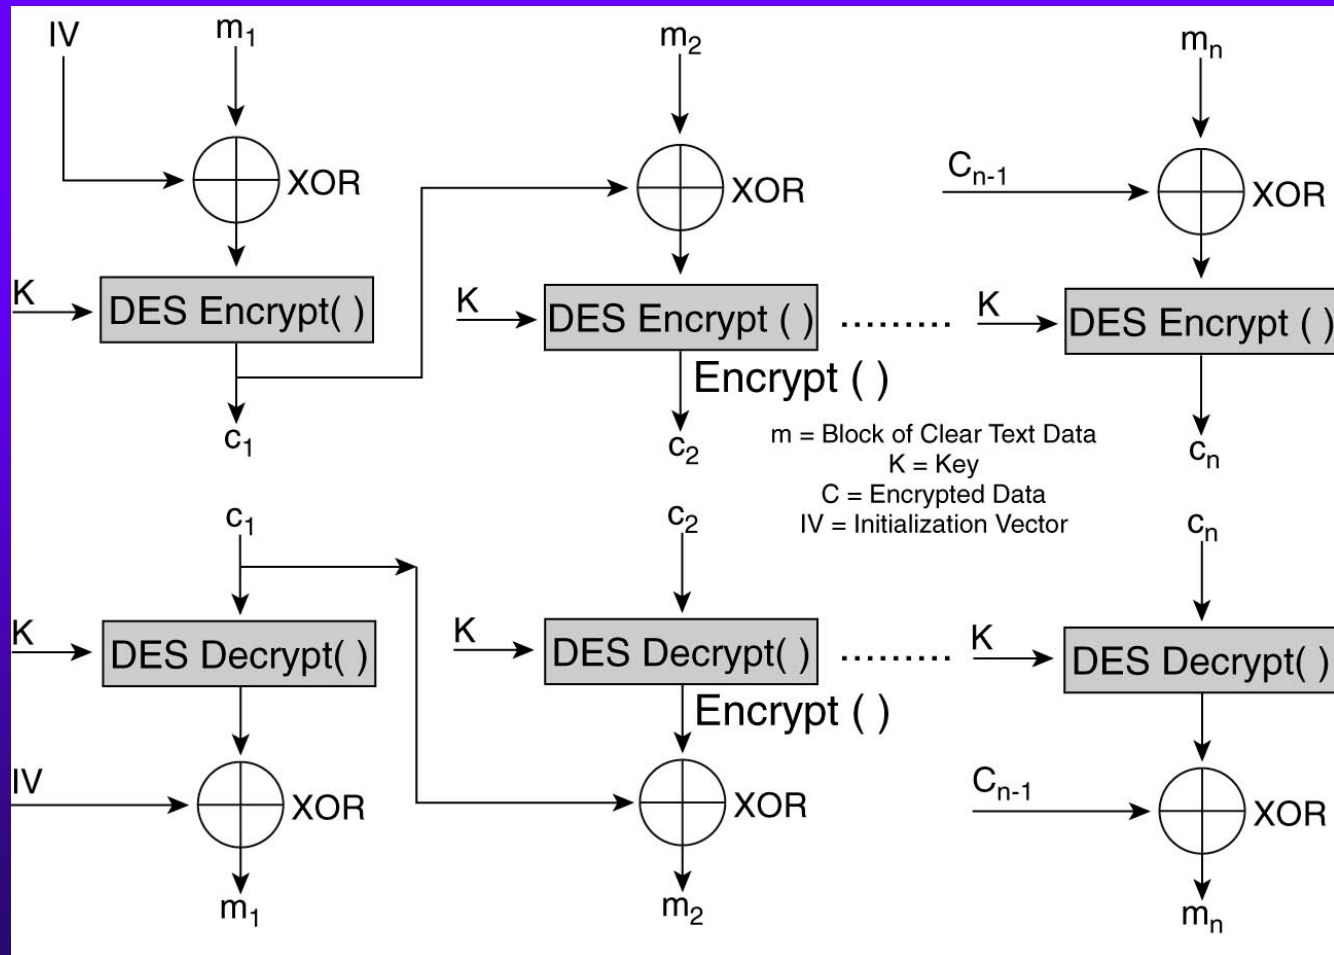 IV m₁ m₂ mₙ
XOR XOR Cₙ₋₁ XOR
K DES Encrypt( ) K DES Encrypt ( ) ......... K DES Encrypt ( )
Encrypt ( )
c₁ c₂ cₙ
m = Block of Clear Text Data
K = Key
C = Encrypted Data
IV = Initialization Vector
c₁ c₂ cₙ
K DES Decrypt( ) K DES Decrypt( ) ......... K DES Decrypt( )
Encrypt ( )
IV XOR XOR Cₙ₋₁ XOR
m₁ m₂ mₙ